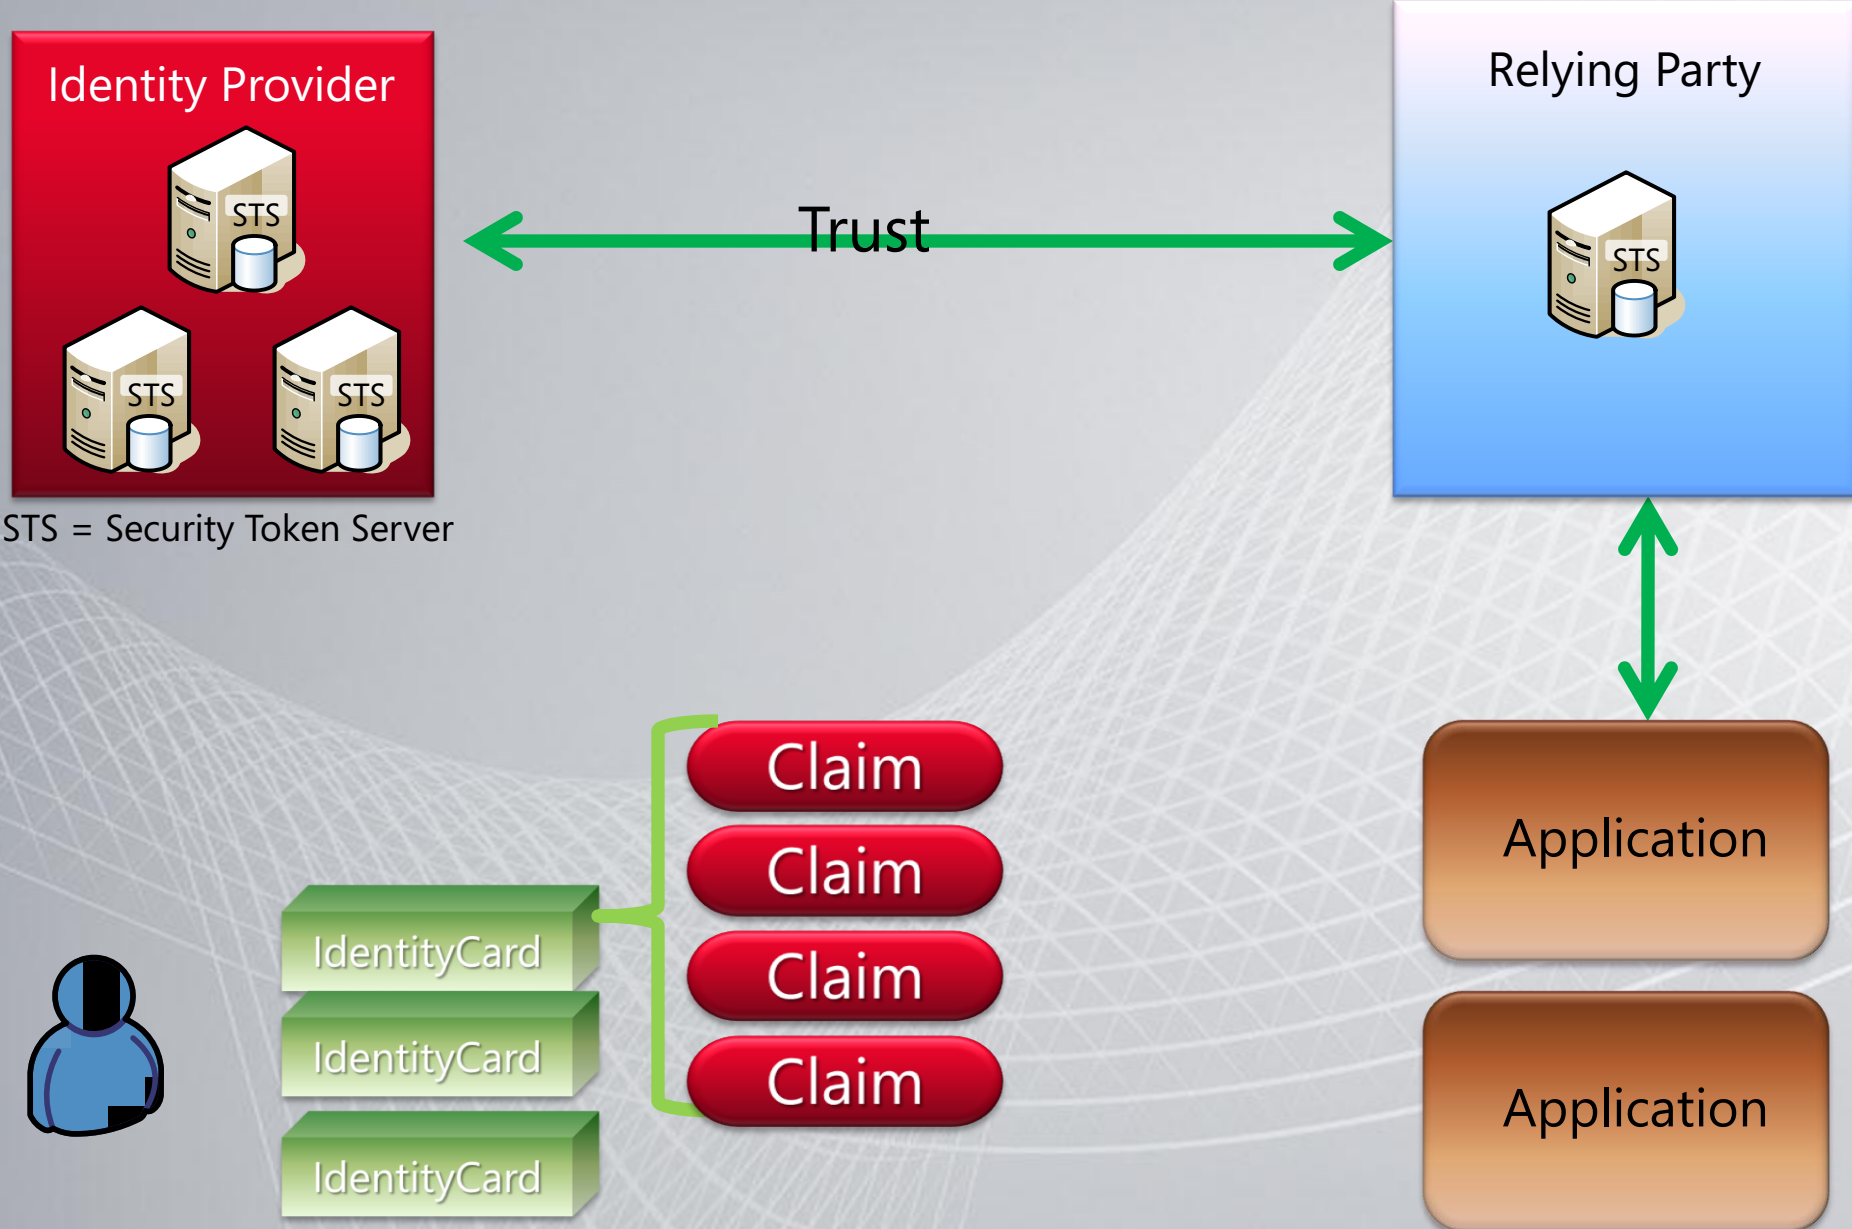 Identity Provider
STS
STS
STS
STS = Security Token Server
Trust
Relying Party
STS
Claim
Claim
Claim
Claim
IdentityCard
IdentityCard
IdentityCard
Application
Application